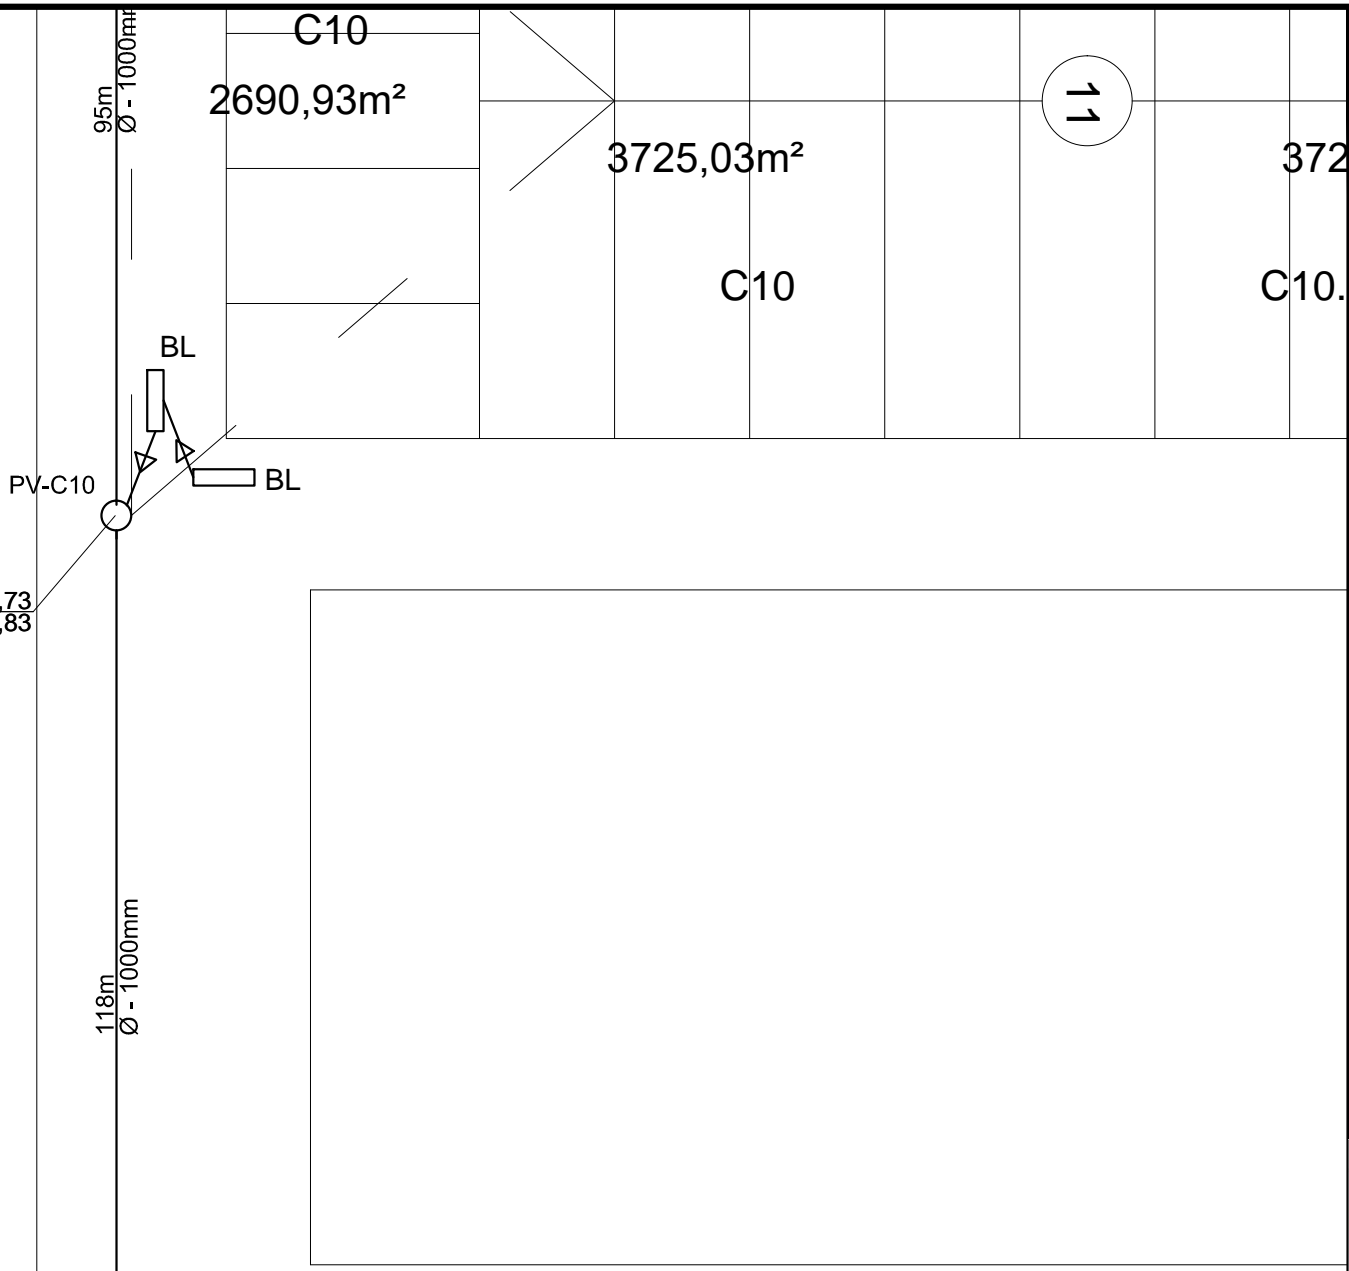 95m
Ø - 1000mm
C10
2690,93m²
3725,03m²
C10
11
372
C10.
BL
BL
PV-C10
,73
,83
118m
Ø - 1000mm